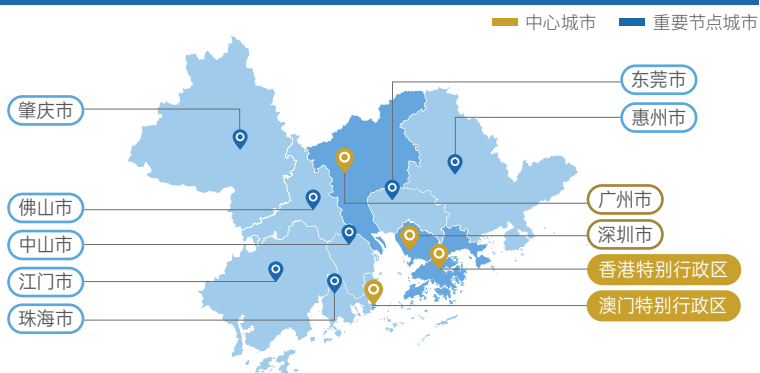 中心城市
重要节点城市
东莞市
肇庆市
惠州市
广州市
佛山市
深圳市
中山市
香港特别行政区
江门市
澳门特别行政区
珠海市